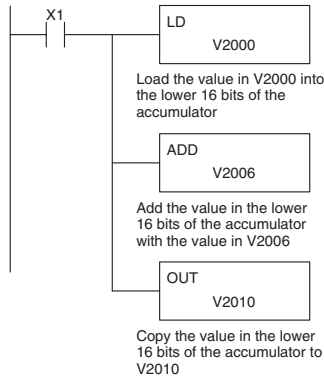 X1
LD
V2000
Load the value in V2000 into
the lower 16 bits of the
accumulator
ADD
V2006
Add the value in the lower
16 bits of the accumulator
with the value in V2006
OUT
V2010
Copy the value in the lower
16 bits of the accumulator to
V2010